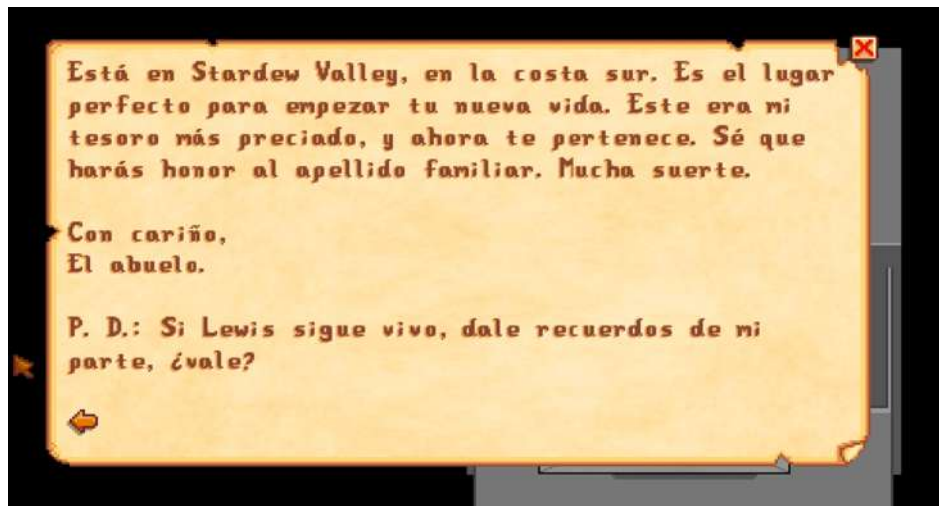 Está en Stardew Valley, en la costa sur. Es el lugar
perfecto para empezar tu nueva vida. Este era mi
tesoro más preciado, y ahora te pertenece. Sé que
harás honor al apellido familiar. Mucha suerte.
Con cariño,
El abuelo.
P. D.: Si Lewis sigue vivo, dale recuerdos de mi
parte, ¿vale?